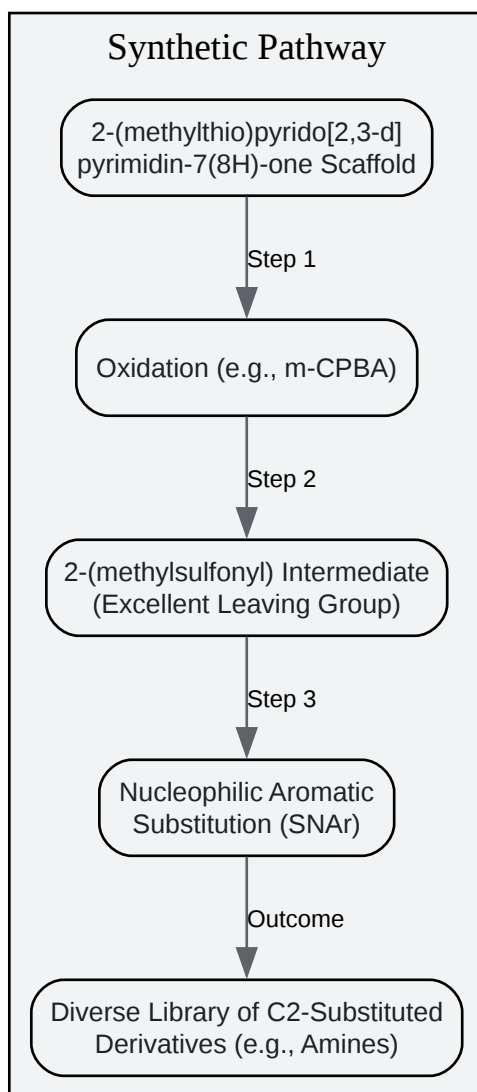 Synthetic Pathway
2-(methylthio)pyrido[2,3-d]
pyrimidin-7(8H)-one Scaffold
Step 1
Oxidation (e.g., m-CPBA)
Step 2
2-(methylsulfonyl) Intermediate
(Excellent Leaving Group)
Step 3
Nucleophilic Aromatic
Substitution (SNAr)
Outcome
Diverse Library of C2-Substituted
Derivatives (e.g., Amines)